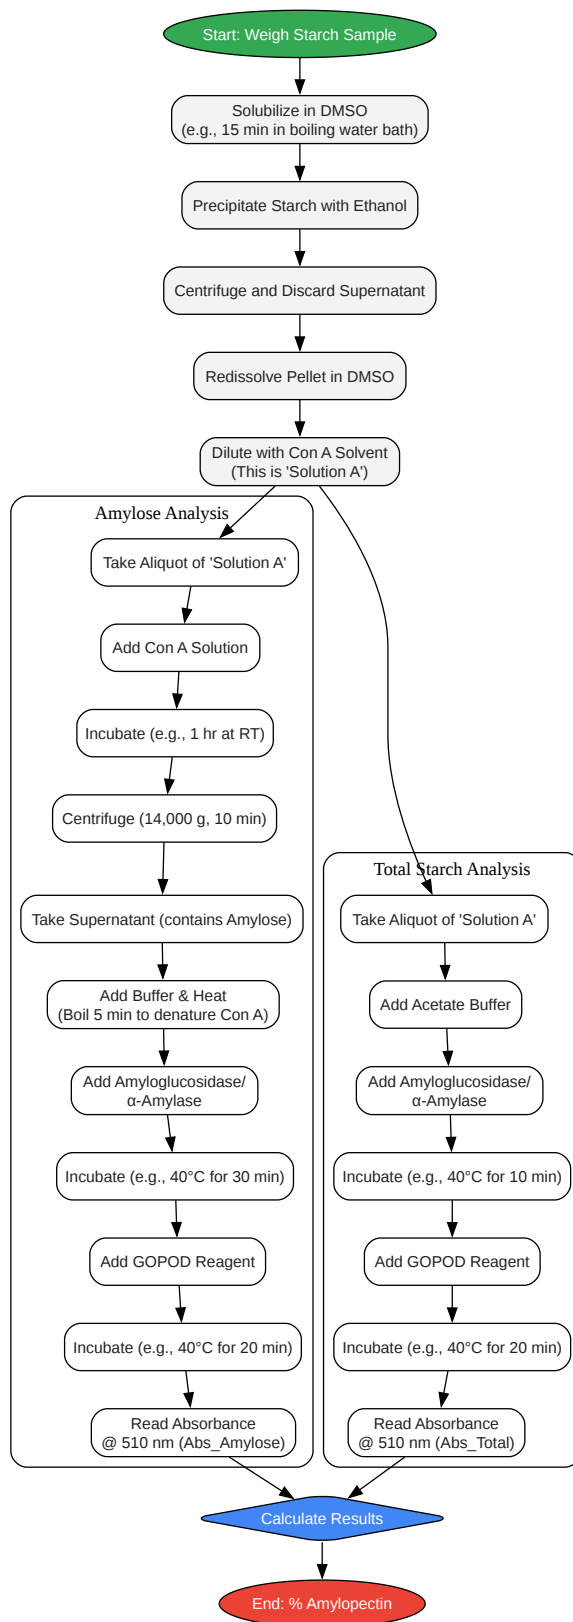 Start: Weigh Starch Sample
Solubilize in DMSO
(e.g., 15 min in boiling water bath)
Precipitate Starch with Ethanol
Centrifuge and Discard Supernatant
Redissolve Pellet in DMSO
Dilute with Con A Solvent
(This is 'Solution A')
Amylose Analysis
Take Aliquot of 'Solution A'
Add Con A Solution
Incubate (e.g., 1 hr at RT)
Centrifuge (14,000 g, 10 min)
Take Supernatant (contains Amylose)
Add Buffer & Heat
(Boil 5 min to denature Con A)
Add Amyloglucosidase/
α-Amylase
Incubate (e.g., 40°C for 30 min)
Add GOPOD Reagent
Incubate (e.g., 40°C for 20 min)
Read Absorbance
@ 510 nm (Abs_Amylose)
Total Starch Analysis
Take Aliquot of 'Solution A'
Add Acetate Buffer
Add Amyloglucosidase/
α-Amylase
Incubate (e.g., 40°C for 10 min)
Add GOPOD Reagent
Incubate (e.g., 40°C for 20 min)
Read Absorbance
@ 510 nm (Abs_Total)
Calculate Results
End: % Amylopectin